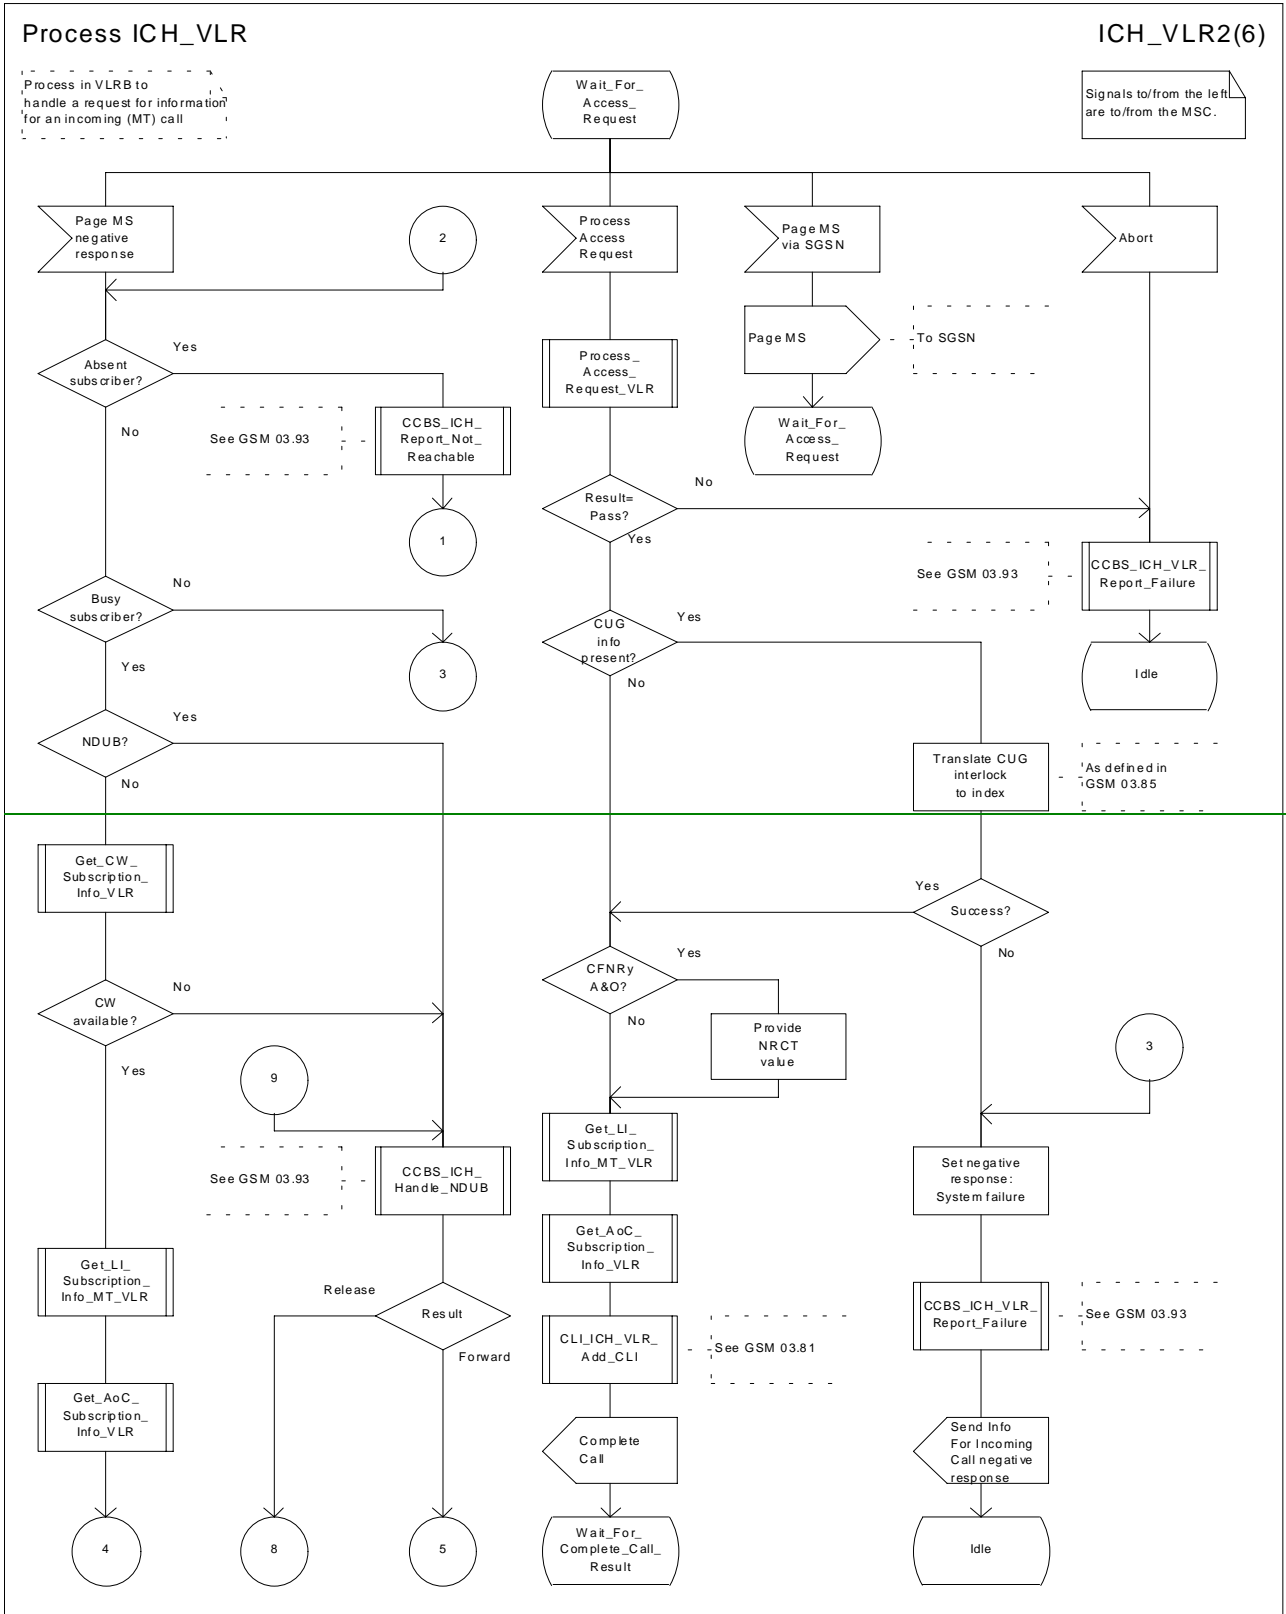 Process ICH_VLR
ICH_VLR2(6)
Process in VLRB to
handle a request for information
for an incoming (MT) call
Wait_For_
Access_
Request
Signals to/from the left
are to/from the MSC.
Page MS
negative
response
2
Process
Access
Request
Page MS
via SGSN
Abort
Page MS
To SGSN
Absent
subscriber?
Yes
No
Process_
Access_
Request_VLR
See GSM 03.93
CCBS_ICH_
Report_Not_
Reachable
Wait_For_
Access_
Request
1
Result=
Pass?
No
Yes
See GSM 03.93
CCBS_ICH_VLR_
Report_Failure
Busy
subscriber?
No
Yes
3
CUG
info
present?
Yes
No
Idle
NDUB?
Yes
No
Translate CUG
interlock
to index
As defined in
GSM 03.85
Get_CW_
Subscription_
Info_VLR
Success?
Yes
No
CW
available?
No
Yes
CFNRy
A&O?
Yes
No
Provide
NRCT
value
9
3
Get_LI_
Subscription_
Info_MT_VLR
See GSM 03.93
CCBS_ICH_
Handle_NDUB
Set negative
response:
System failure
Get_LI_
Subscription_
Info_MT_VLR
Get_AoC_
Subscription_
Info_VLR
Release
Result
Forward
CLI_ICH_VLR_
Add_CLI
See GSM 03.81
CCBS_ICH_VLR_
Report_Failure
See GSM 03.93
Get_AoC_
Subscription_
Info_VLR
Complete
Call
Send Info
For Incoming
Call negative
response
4
8
5
Wait_For_
Complete_Call_
Result
Idle